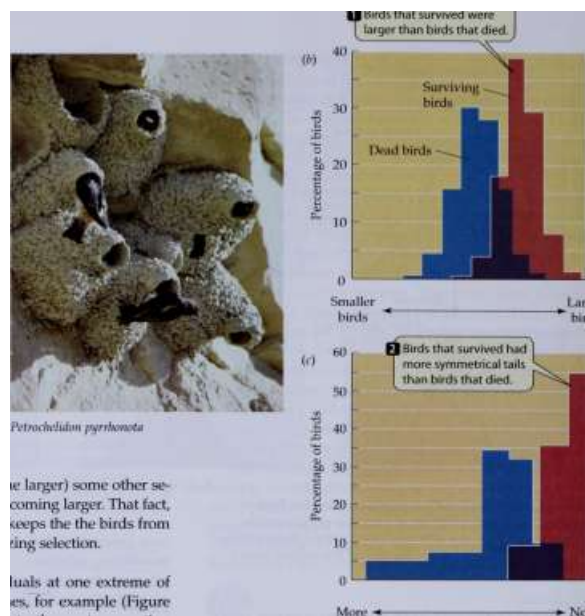 1 Birds that survived were
larger than birds that died.
(b)
40
30
20
10
0
Percentage of birds
Surviving
birds
Dead birds
Smaller
birds
Petrochelidon pyrrhonota
(c)
60
50
40
30
20
10
0
Percentage of birds
2 Birds that survived had
more symmetrical tails
than birds that died.
More
e larger) some other se-
coming larger. That fact,
keeps the the birds from
zing selection.
luals at one extreme of
es, for example (Figure